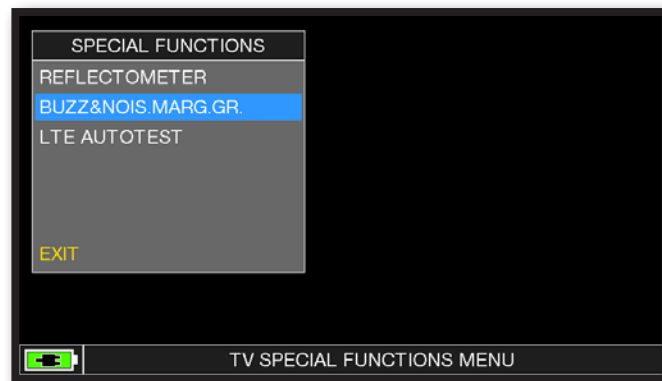 SPECIAL FUNCTIONS
REFLECTOMETER
BUZZ&NOIS.MARG.GR.
LTE AUTOTEST
EXIT
TV SPECIAL FUNCTIONS MENU